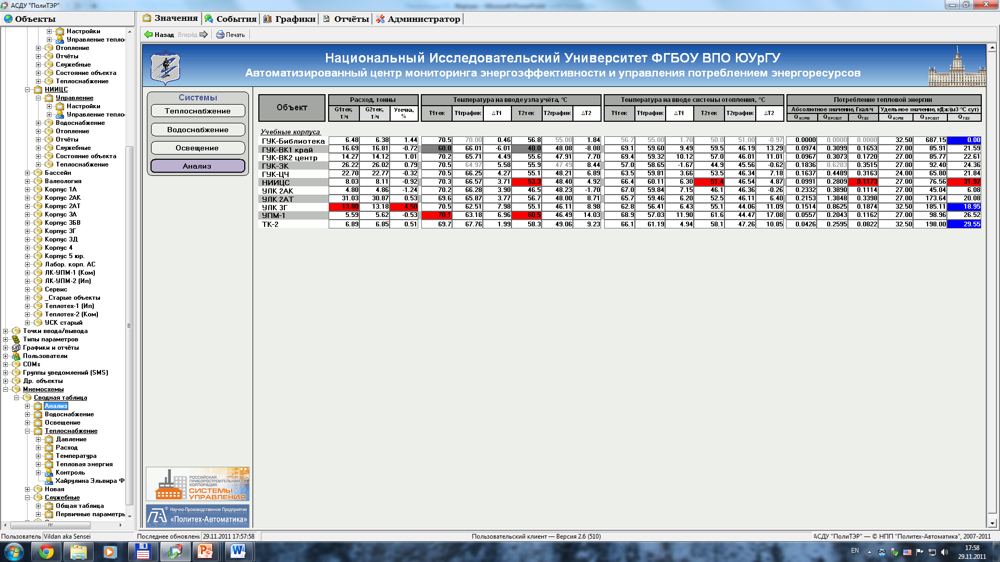 АСДУ "ПолиТЭР"
Объекты
Настройки
Управление тепло
Отопление
Отчёты
Служебные
Состояние объекта
Теплоснабжение
НИИЦС
Управление
Настройки
Управление тепло
Водоснабжение
Отопление
Отчёты
Служебные
Состояние объекта
Теплоснабжение
Бассейн
Валеология
Корпус 1А
Корпус 2АК
Корпус 2АТ
Корпус 3А
Корпус 3БВ
Корпус 3Г
Корпус 3Д
Корпус 4
Корпус 5 юр.
Лабор. корп. АС
ЛК-УПМ-1 (Ком)
ЛК-УПМ-2 (Ип)
Сервис
_Старые объекты
Теплотех-1 (Ип)
Теплотех-2 (Ком)
УСК старый
Точки ввода/вывода
Типы параметров
Графики и отчёты
Пользователи
COMs
Группы уведомлений (SMS)
Др. объекты
Мнемосхемы
Сводная таблица
Анализ
Водоснабжение
Освещение
Теплоснабжение
Давление
Расход
Температура
Тепловая энергия
Контроль
Хайрулина Эльвира Ф
Новая
Служебные
Общая таблица
Первичные параметры
Значения События Графики Отчёты Администратор
Назад Вперёд Печать
Национальный Исследовательский Университет ФГБОУ ВПО ЮУрГУ
Автоматизированный центр мониторинга энергоэффективности и управления потреблением энергоресурсов
Системы
Теплоснабжение
Водоснабжение
Освещение
Анализ
РОССИЙСКАЯ
ПРИБОРОСТРОИТЕЛЬНАЯ
КОРПОРАЦИЯ
СИСТЕМЫ
УПРАВЛЕНИЯ
Научно-Производственное Предприятие
«Политех-Автоматика»
Объект Расход, тонны Температура на вводе узла учёта, °С Температура на вводе системы отопления, °С Потребление тепловой энергии
Абсолютное значение, Гкал/ч Удельное значение, кДж/(м3·°С сут)
G1тек, т/ч G2тек, т/ч Утечка, % T1тек T1график ΔT1 T2тек T2график ΔT2 T1тек T1график ΔT1 T2тек T2график ΔT2 Q НОРМ Q ПРОЕКТ Q ТЕК Q НОРМ Q ПРОЕКТ Q ТЕК
Учебные корпуса
ГУК-Библиотека 6.48 6.38 1.44 70.5 70.00 0.46 56.8 55.00 1.84 56.7 55.00 1.70 50.0 51.00 -0.97 0.0000 0.0000 0.0000 32.50 687.15 0.00
ГУК-ВК1 край 16.69 16.81 -0.72 60.0 66.01 -6.01 40.0 48.08 -8.08 69.1 59.60 9.49 59.5 46.19 13.29 0.0974 0.3099 0.1653 27.00 85.91 21.59
ГУК-ВК2 центр 14.27 14.12 1.01 70.2 65.71 4.49 55.6 47.91 7.70 69.4 59.32 10.12 57.0 46.01 11.01 0.0967 0.3073 0.1720 27.00 85.77 22.61
ГУК-ЗК 26.22 26.02 0.79 70.5 64.97 5.58 55.9 47.49 8.44 57.0 58.65 -1.67 44.9 45.56 -0.62 0.1836 0.6283 0.3515 27.00 92.40 24.36
ГУК-ЦЧ 22.70 22.77 -0.32 70.5 66.25 4.27 55.1 48.21 6.89 63.5 59.81 3.66 53.5 46.34 7.18 0.1637 0.4489 0.3163 24.00 65.80 21.84
НИИЦС 8.03 8.11 -0.92 70.3 66.57 3.71 53.3 48.40 4.92 66.4 60.11 6.30 51.4 46.54 4.87 0.0991 0.2809 0.1173 27.00 76.56 31.97
УЛК 2АК 4.80 4.86 -1.24 70.2 66.28 3.90 46.5 48.23 -1.70 67.0 59.84 7.15 46.1 46.36 -0.26 0.2332 0.3890 0.1114 27.00 45.04 6.08
УЛК 2АТ 31.03 30.87 0.53 69.6 65.87 3.77 56.7 48.00 8.71 65.7 59.46 6.20 52.5 46.11 6.40 0.2153 1.3848 0.3398 27.00 173.64 20.08
УЛК 3Г 13.80 13.18 4.50 70.5 62.51 7.98 55.1 46.11 8.98 62.8 56.41 6.43 55.1 44.06 11.09 0.1514 0.8625 0.1874 32.50 185.11 18.95
УПМ-1 5.59 5.62 -0.53 70.1 63.18 6.96 60.5 46.49 14.03 68.9 57.03 11.90 61.6 44.47 17.08 0.0557 0.2043 0.1162 27.00 98.96 26.52
ТК-2 6.89 6.85 0.51 69.7 67.76 1.99 58.3 49.06 9.23 66.1 61.19 4.94 58.1 47.26 10.85 0.0426 0.2595 0.0822 32.50 198.00 29.55
Пользователь Vildan aka Sensei Последнее обновлени 29.11.2011 17:57:58 Пользовательский клиент — Версия 2.6 (510) АСДУ "ПолиТЭР" — © НПП "Политех-Автоматика", 2007-2011
EN 17:58
29.11.2011